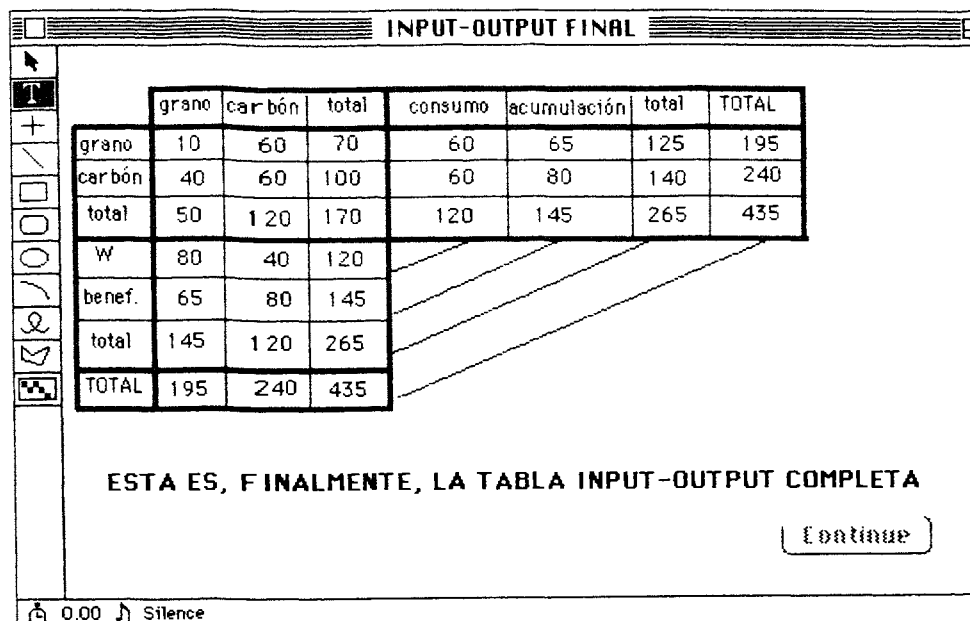 INPUT-OUTPUT FINAL
T
grano carbón total consumo acumulación total TOTAL
grano 10 60 70 60 65 125 195
carbón 40 60 100 60 80 140 240
total 50 120 170 120 145 265 435
W 80 40 120
benef. 65 80 145
total 145 120 265
TOTAL 195 240 435
ESTA ES, FINALMENTE, LA TABLA INPUT-OUTPUT COMPLETA
Continue
0.00 Silence